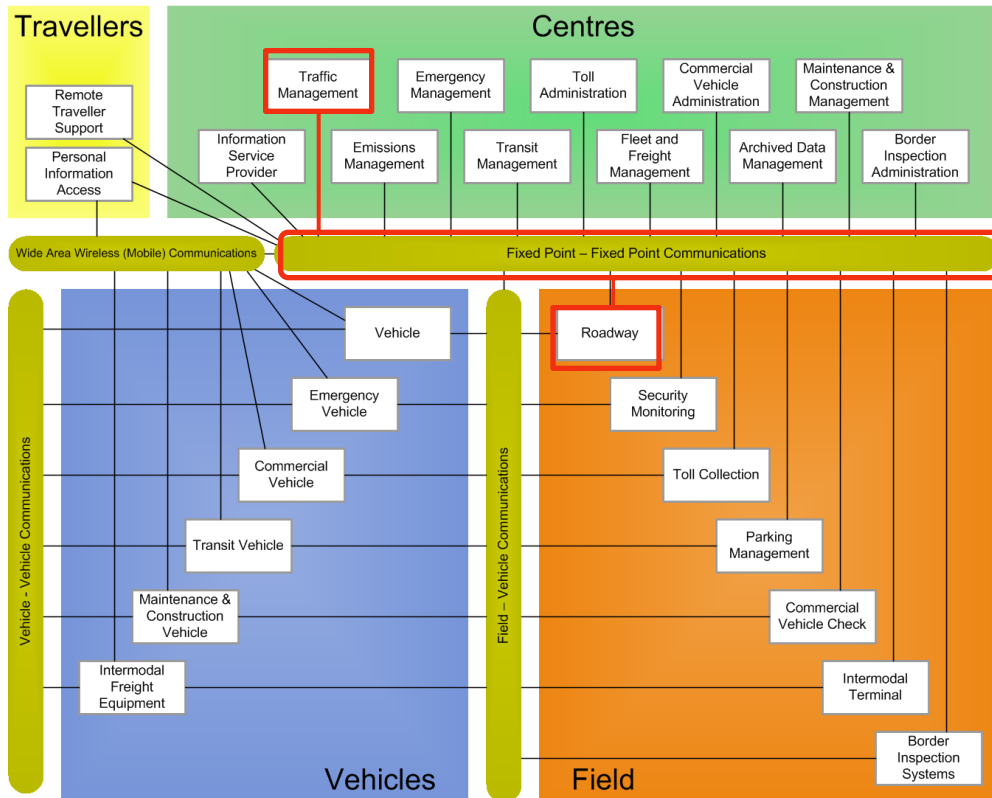 Travellers
Centres
Traffic
Management
Emergency
Management
Toll
Administration
Commercial
Vehicle
Administration
Maintenance &
Construction
Management
Remote
Traveller
Support
Information
Service
Provider
Emissions
Management
Transit
Management
Fleet and
Freight
Management
Archived Data
Management
Border
Inspection
Administration
Personal
Information
Access
Wide Area Wireless (Mobile) Communications
Fixed Point – Fixed Point Communications
Vehicle
Roadway
Emergency
Vehicle
Security
Monitoring
Commercial
Vehicle
Toll Collection
Transit Vehicle
Parking
Management
Maintenance &
Construction
Vehicle
Commercial
Vehicle Check
Intermodal
Freight
Equipment
Intermodal
Terminal
Border
Inspection
Systems
Vehicle - Vehicle Communications
Field – Vehicle Communications
Vehicles
Field